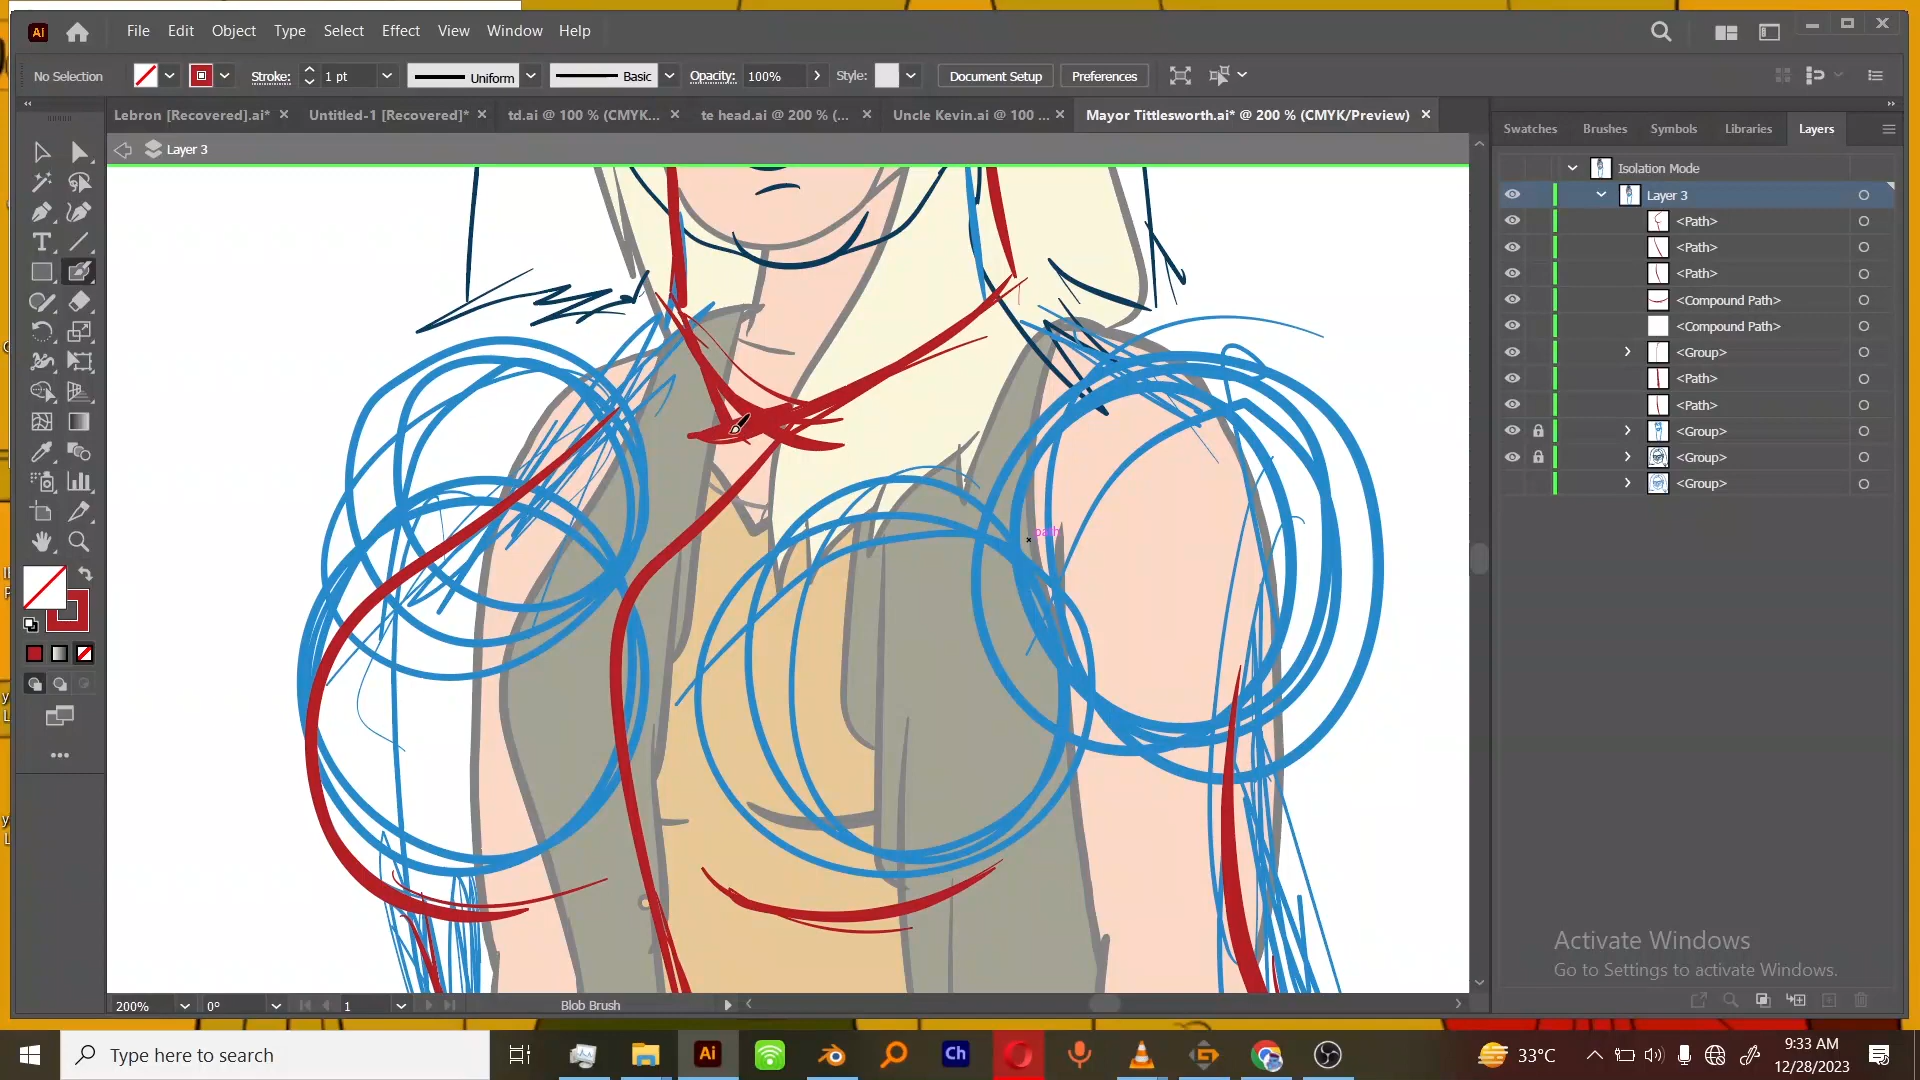 Ai
File Edit Object Type Select Effect View Window Help
No Selection
Stroke:
1 pt
Uniform
Basic
Opacity:
100%
Style:
Document Setup
Preferences
Lebron [Recovered].ai*
Untitled-1 [Recovered]*
td.ai @ 100 % (CMYK...
te head.ai @ 200 % (...
Uncle Kevin.ai @ 100 ...
Mayor Tittlesworth.ai* @ 200 % (CMYK/Preview)
Swatches
Brushes
Symbols
Libraries
Layers
Layer 3
Isolation Mode
Layer 3
<Path>
<Path>
<Path>
<Compound Path>
<Compound Path>
<Group>
<Path>
<Path>
<Group>
<Group>
<Group>
path
Activate Windows
Go to Settings to activate Windows.
200%
0°
1
Blob Brush
Type here to search
Ai
Ch
33°C
9:33 AM
12/28/2023